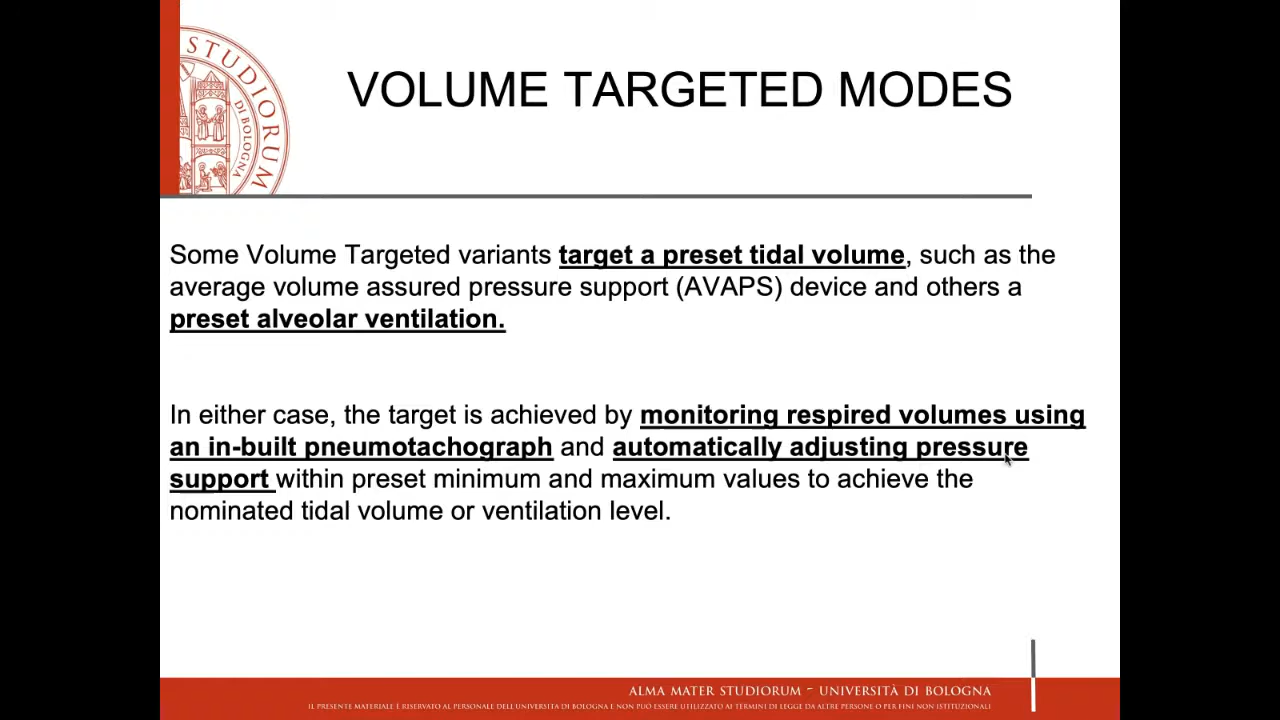 STUDIORUM
DI BOLOGNA
VOLUME TARGETED MODES
Some Volume Targeted variants target a preset tidal volume, such as the
average volume assured pressure support (AVAPS) device and others a
preset alveolar ventilation.
In either case, the target is achieved by monitoring respired volumes using
an in-built pneumotachograph and automatically adjusting pressure
support within preset minimum and maximum values to achieve the
nominated tidal volume or ventilation level.
ALMA MATER STUDIORUM ~ UNIVERSITÀ DI BOLOGNA
IL PRESENTE MATERIALE È RISERVATO AL PERSONALE DELL'UNIVERSITÀ DI BOLOGNA E NON PUÒ ESSERE UTILIZZATO AI TERMINI DI LEGGE DA ALTRE PERSONE O PER FINI NON ISTITUZIONALI